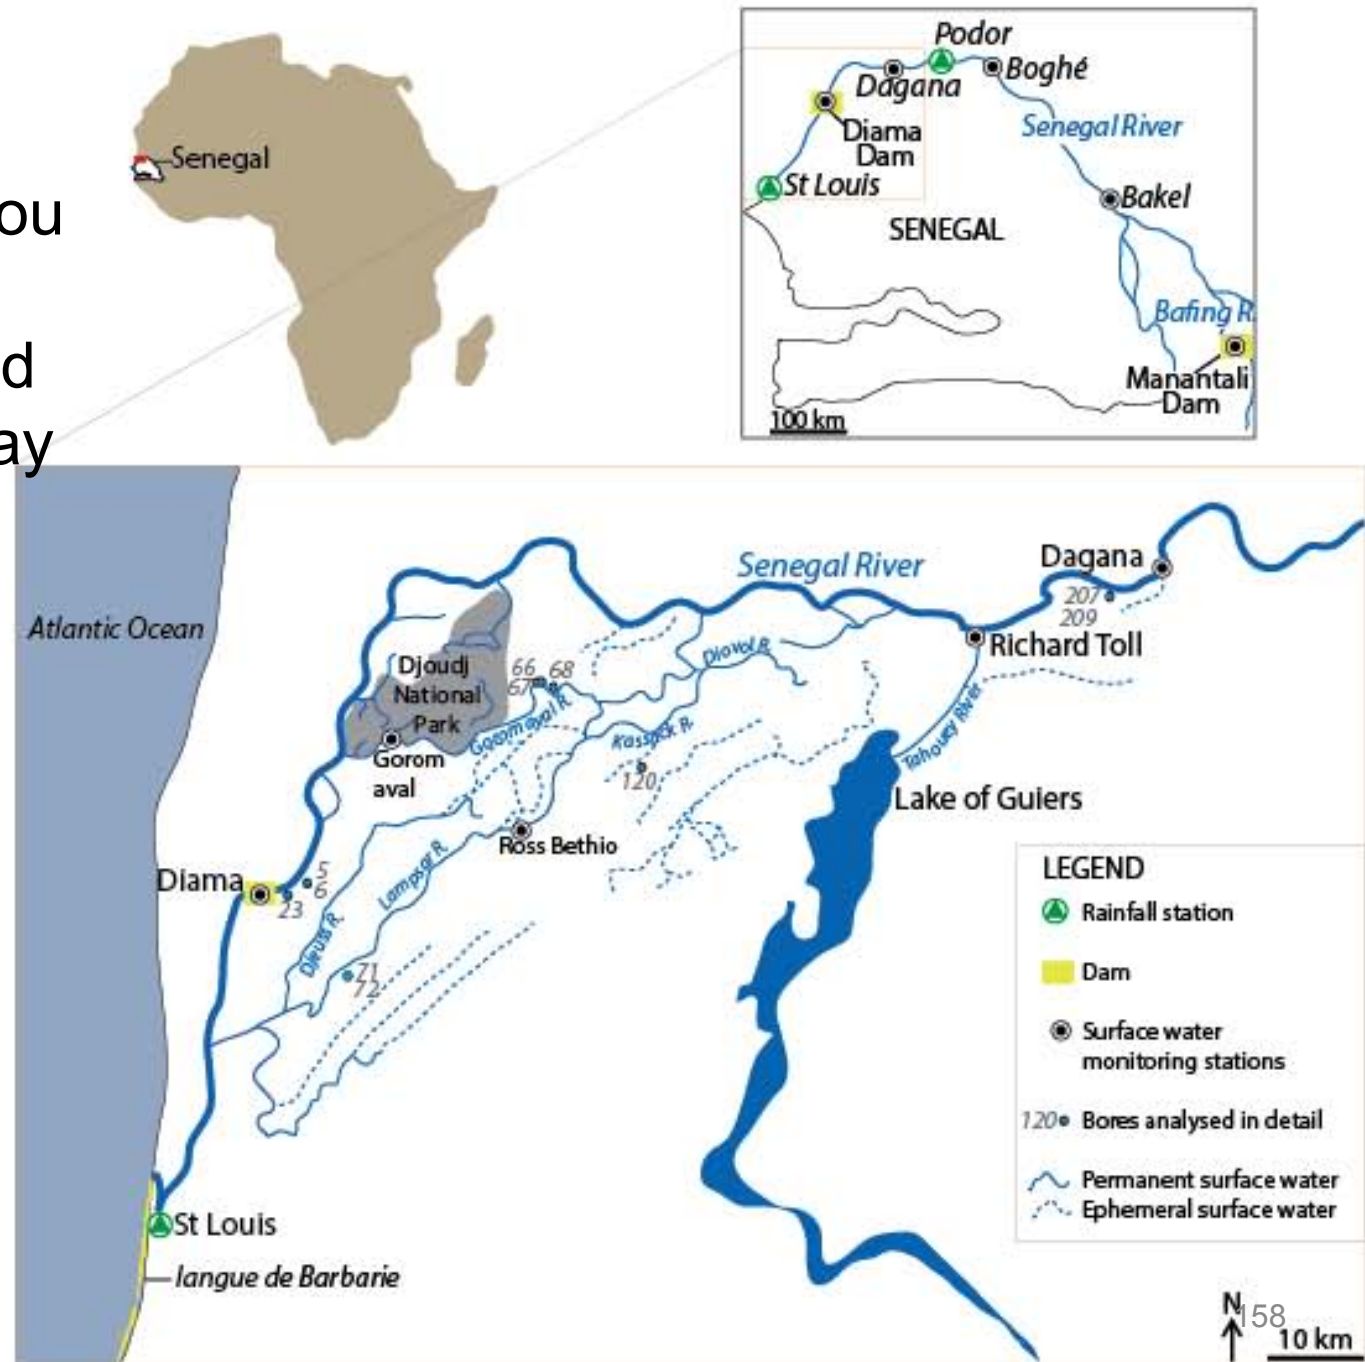 ou
d
ay
Senegal
Podor
Dagana
Boghé
Diama
Dam
Senegal River
St Louis
Bakel
SENEGAL
Bafing R.
Manantali
Dam
100 km
Atlantic Ocean
Senegal River
Dagana
207
209
Richard Toll
Djoudj
National
Park
66 68
67
Diovol R.
Gorom aval R.
Kassack R.
Tahouey River
Gorom
aval
120
Lake of Guiers
Ross Bethio
Diama
5
6
23
Lampsar R.
Djeuss R.
71
72
St Louis
langue de Barbarie
LEGEND
Rainfall station
Dam
Surface water
monitoring stations
120 Bores analysed in detail
Permanent surface water
Ephemeral surface water
N
158
10 km